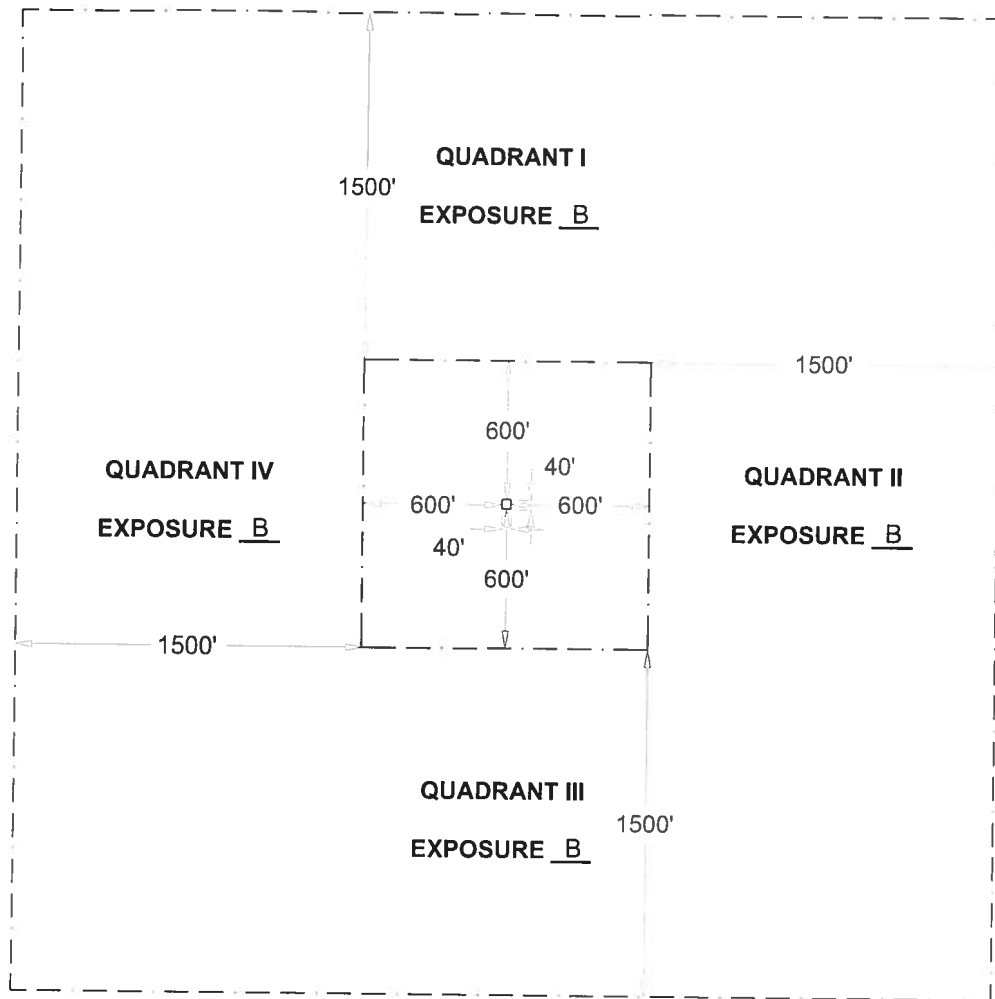 QUADRANT I
1500'
EXPOSURE B
1500'
600'
40'
QUADRANT IV
QUADRANT II
600'
600'
EXPOSURE B
EXPOSURE B
40'
600'
1500'
QUADRANT III
1500'
EXPOSURE B